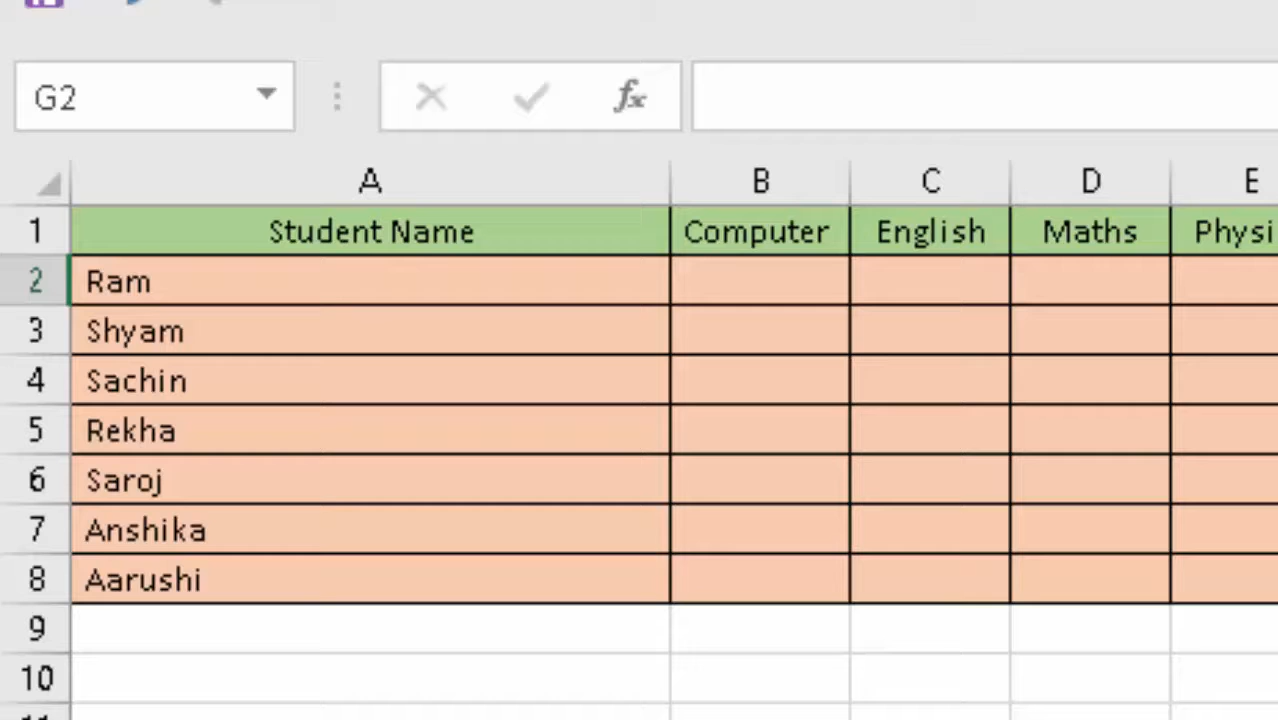 G2
fx
A B C D E
1 Student Name Computer English Maths Physi
2 Ram
3 Shyam
4 Sachin
5 Rekha
6 Saroj
7 Anshika
8 Aarushi
9
10